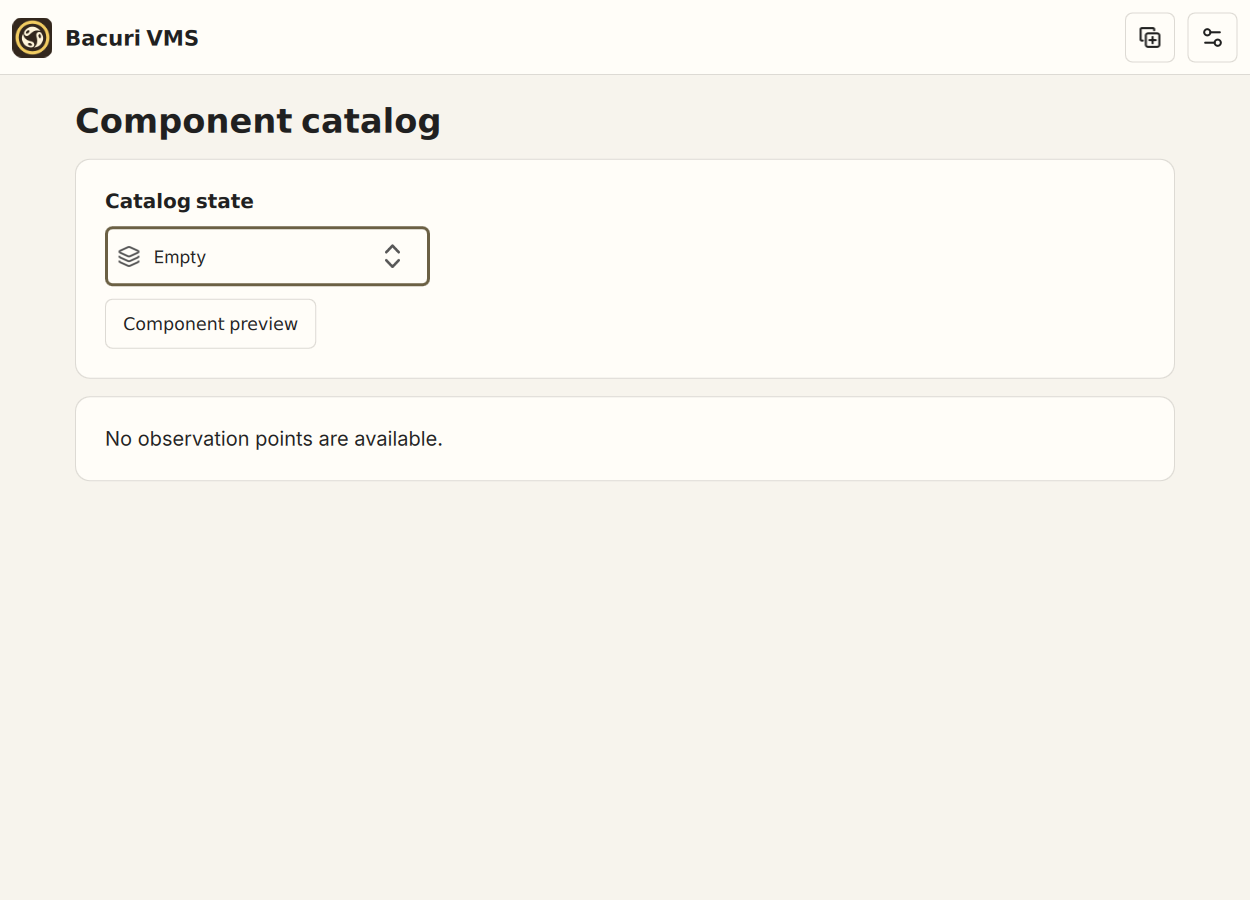 Bacuri VMS
Component catalog
Catalog state
Empty
Component preview
No observation points are available.